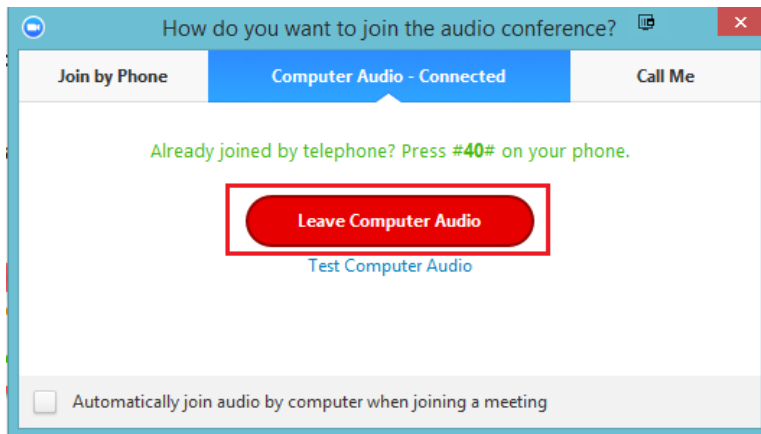 How do you want to join the audio conference?
Join by Phone
Computer Audio - Connected
Call Me
Already joined by telephone? Press #40# on your phone.
Leave Computer Audio
Test Computer Audio
Automatically join audio by computer when joining a meeting